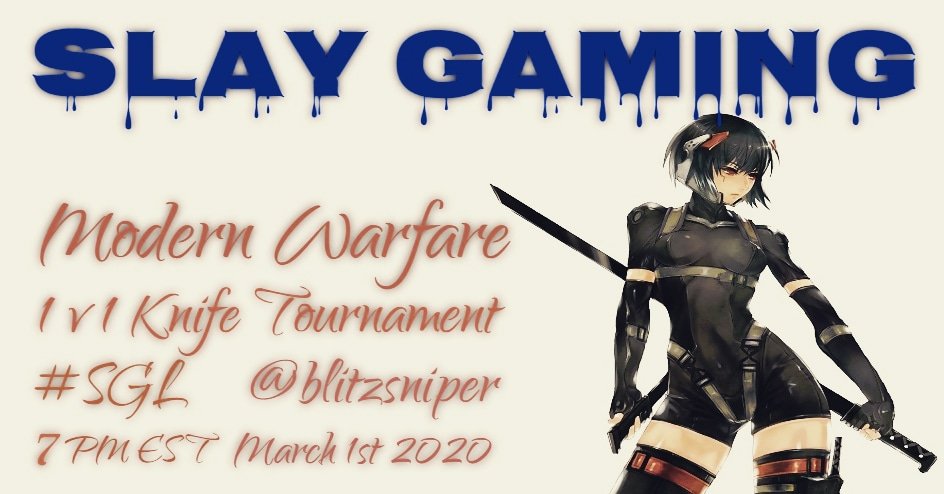 SLAY GAMING
Modern Warfare
1 v 1 Knife Tournament
#SGL @blitzsniper
7 PM EST March 1st 2020